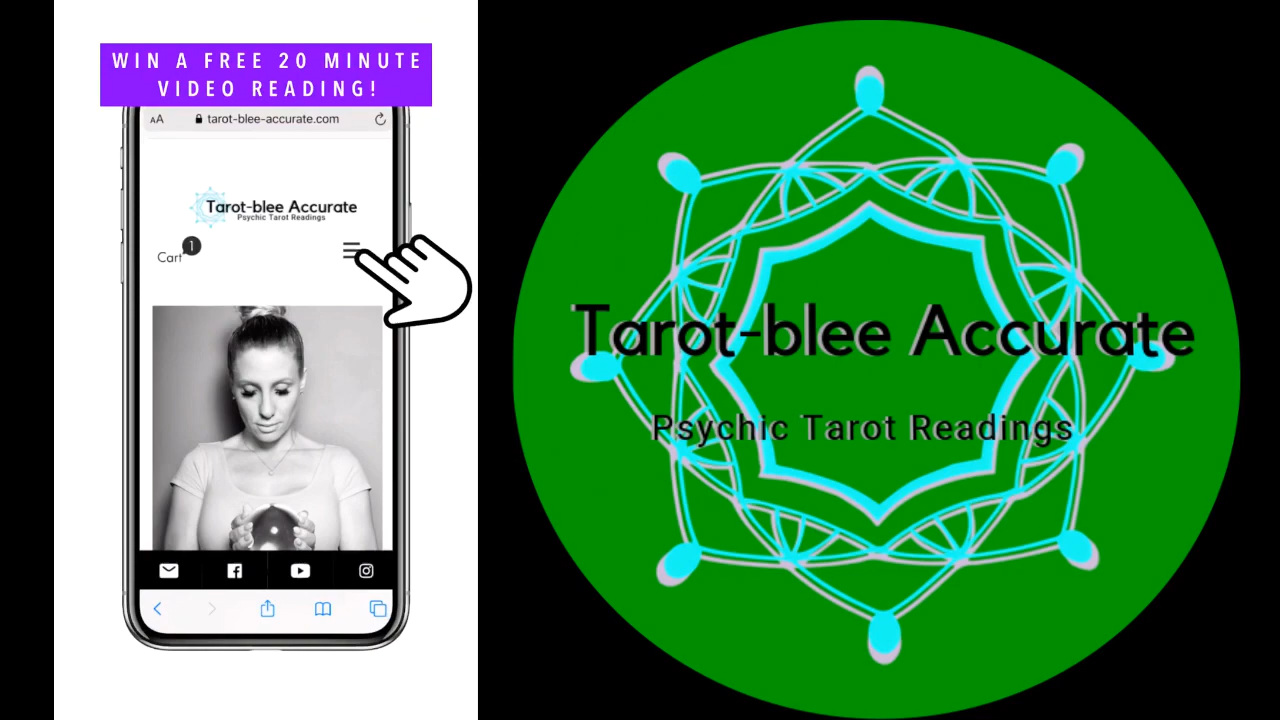 WIN A FREE 20 MINUTE
VIDEO READING!
AA
tarot-blee-accurate.com
Tarot-blee Accurate
Psychic Tarot Readings
Cart
1
Tarot-blee Accurate
Psychic Tarot Readings